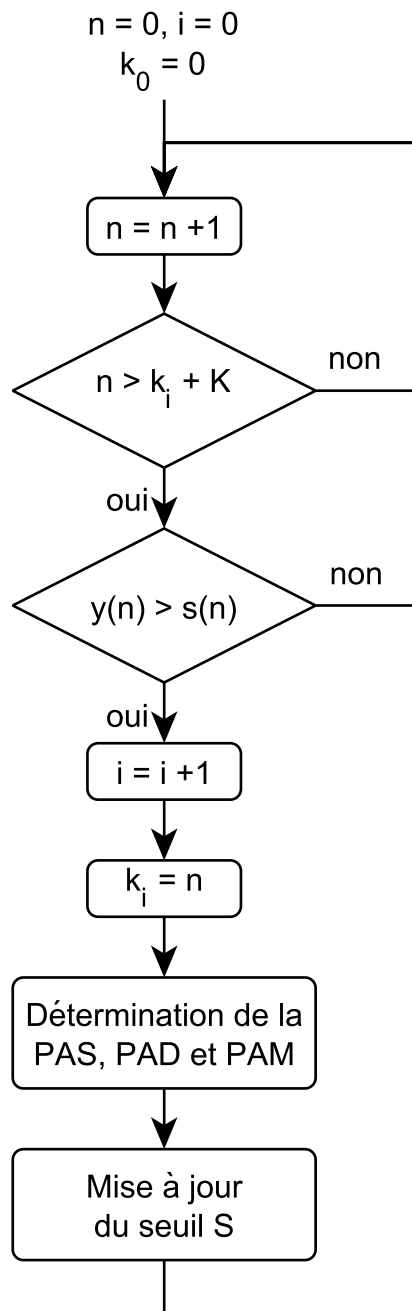 n = 0, i = 0
k₀ = 0
n = n +1
n > kᵢ + K
non
oui
y(n) > s(n)
non
oui
i = i +1
kᵢ = n
Détermination de la
PAS, PAD et PAM
Mise à jour
du seuil S